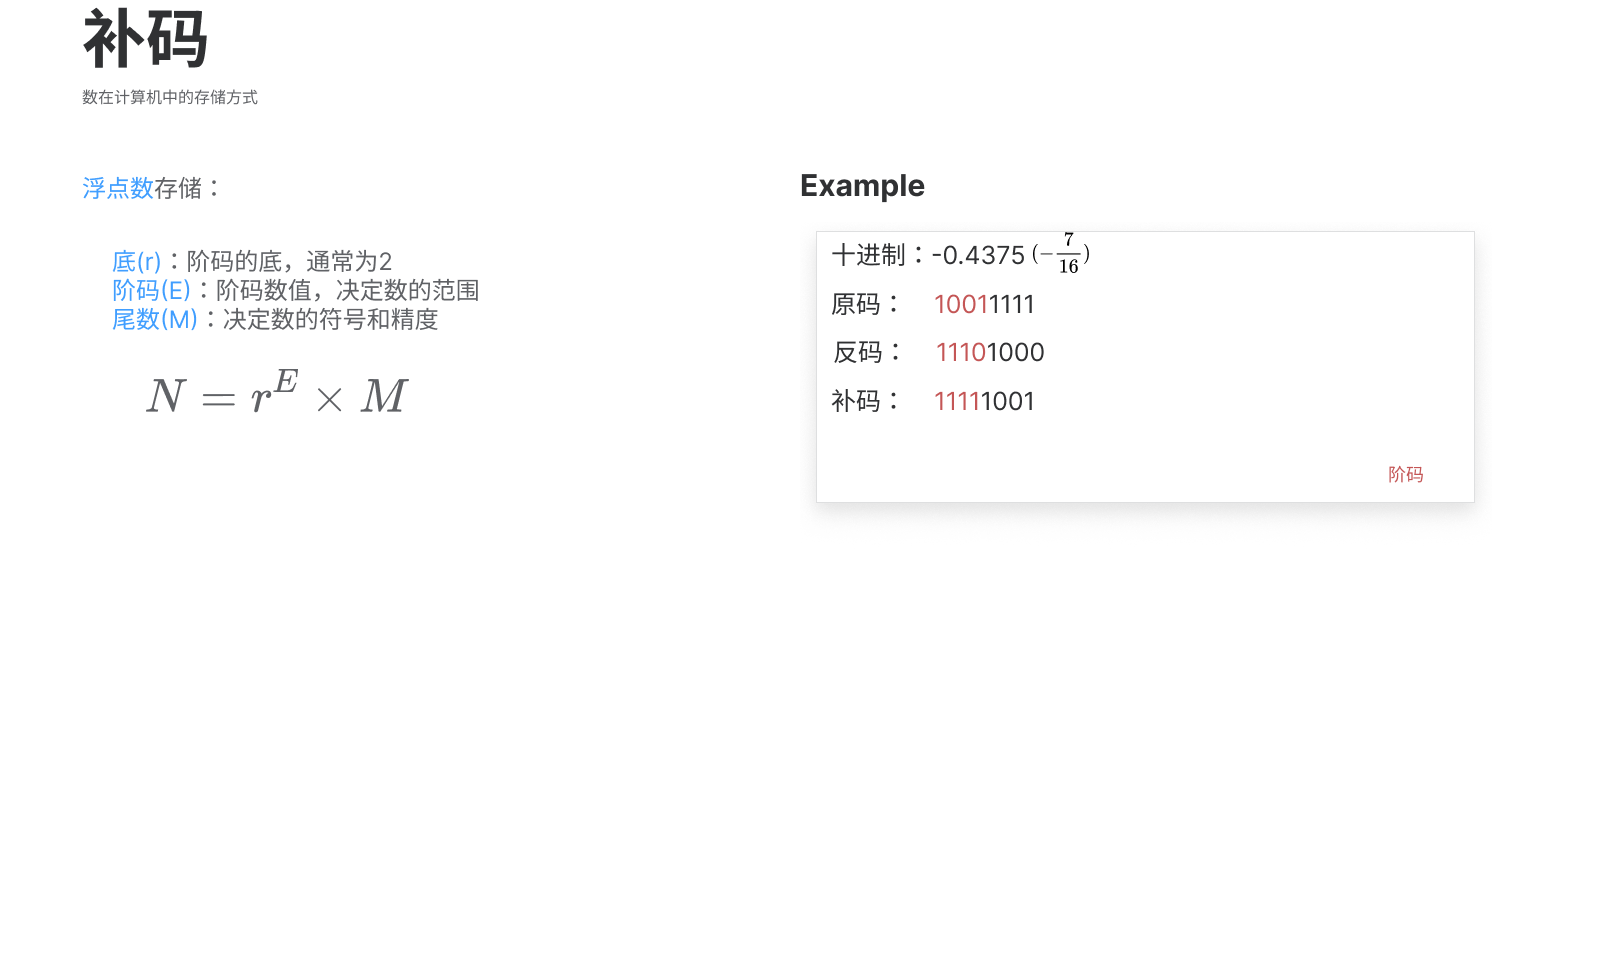 补码
数在计算机中的存储方式
浮点数存储：
底(r)：阶码的底，通常为2
阶码(E)：阶码数值，决定数的范围
尾数(M)：决定数的符号和精度
N = r^E × M
Example
十进制：-0.4375 (−7/16)
原码： 10011111
反码： 11101000
补码： 11111001
阶码